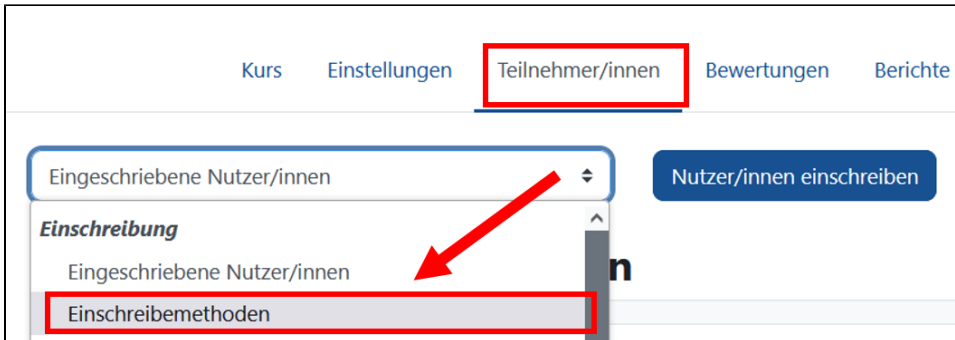 Kurs Einstellungen Teilnehmer/innen Bewertungen Berichte
Eingeschriebene Nutzer/innen Nutzer/innen einschreiben
Einschreibung
Eingeschriebene Nutzer/innen
Einschreibemethoden